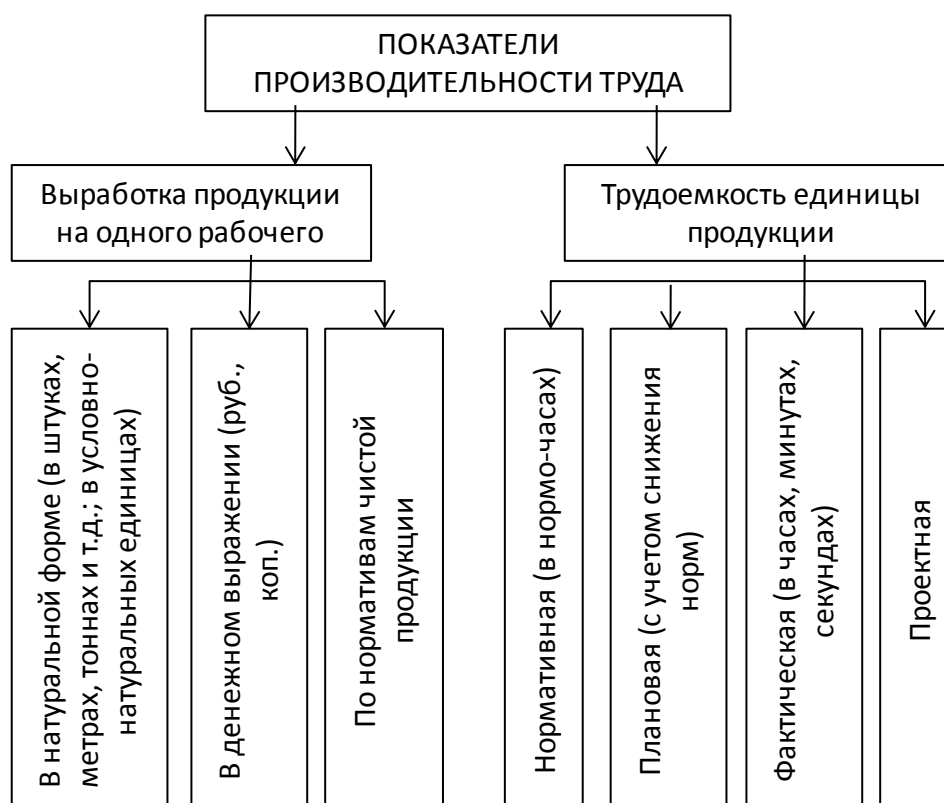 ПОКАЗАТЕЛИ
ПРОИЗВОДИТЕЛЬНОСТИ ТРУДА
Выработка продукции
на одного рабочего
Трудоемкость единицы
продукции
В натуральной форме (в штуках,
метрах, тоннах и т.д.; в условно-
натуральных единицах)
В денежном выражении (руб.,
коп.)
По нормативам чистой
продукции
Нормативная (в нормо-часах)
Плановая (с учетом снижения
норм)
Фактическая (в часах, минутах,
секундах)
Проектная